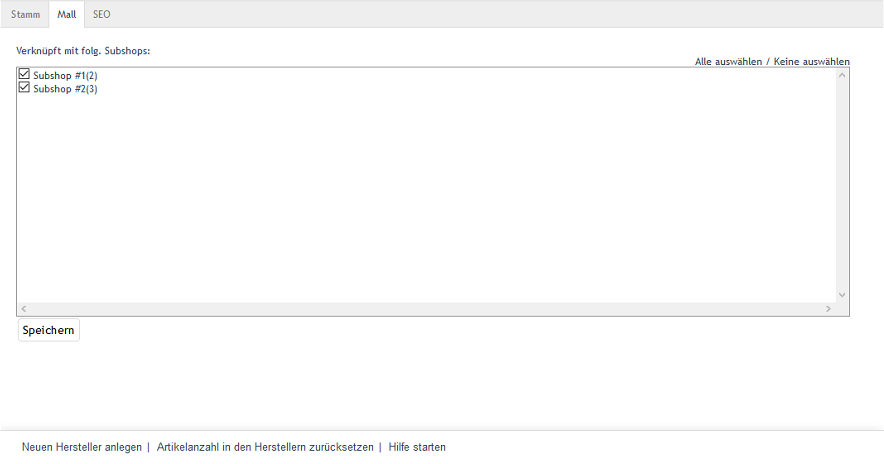 Stamm Mall SEO
Verknüpft mit folg. Subshops:
Alle auswählen / Keine auswählen
Subshop #1(2)
Subshop #2(3)
Speichern
Neuen Hersteller anlegen | Artikelanzahl in den Herstellern zurücksetzen | Hilfe starten